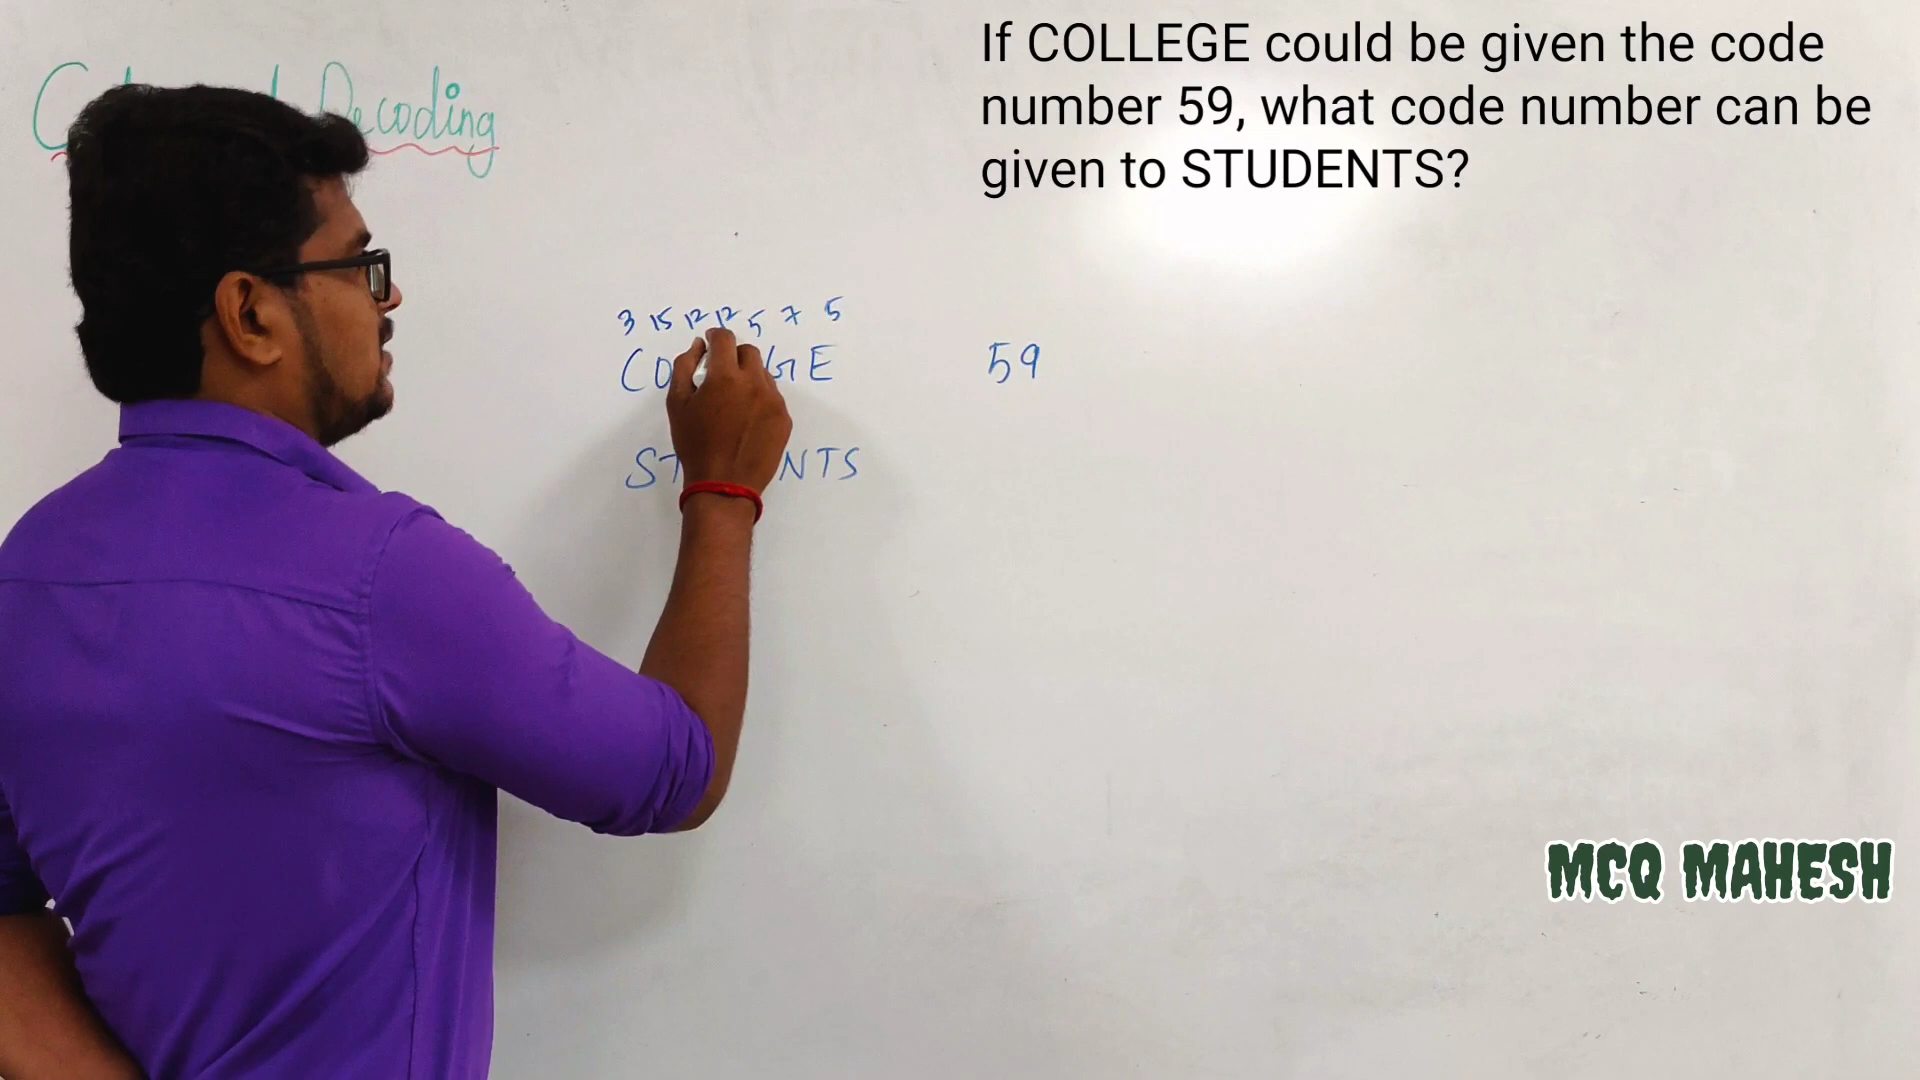 If COLLEGE could be given the code
number 59, what code number can be
given to STUDENTS?
Decoding
3 15 12 12 5 7 5
59
MCQ MAHESH